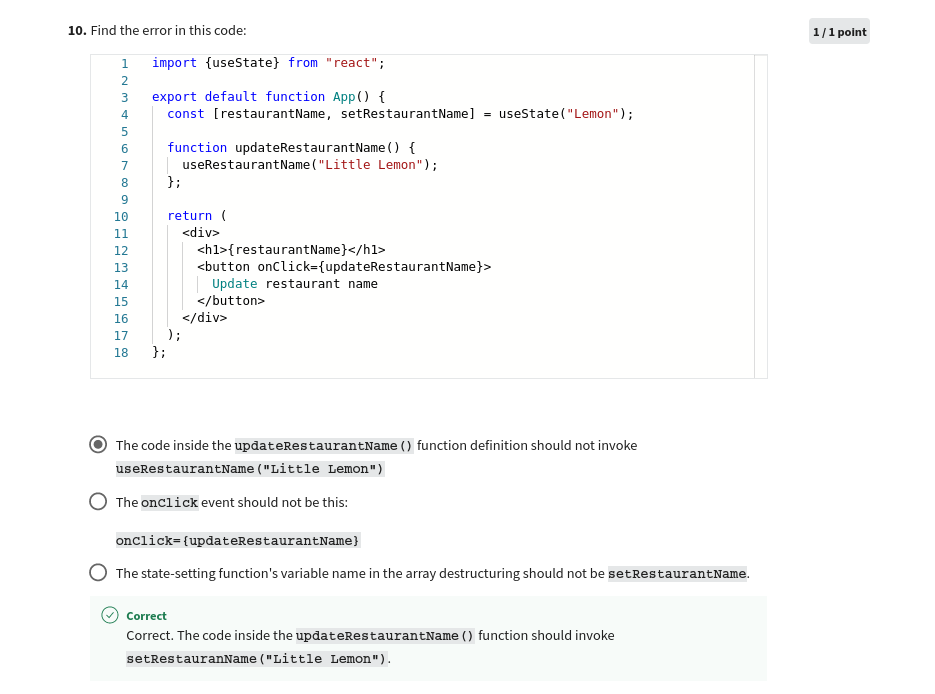 10. Find the error in this code:
1 / 1 point
1 import {useState} from "react";
2
3 export default function App() {
4 const [restaurantName, setRestaurantName] = useState("Lemon");
5
6 function updateRestaurantName() {
7 useRestaurantName("Little Lemon");
8 };
9
10 return (
11 <div>
12 <h1>{restaurantName}</h1>
13 <button onClick={updateRestaurantName}>
14 Update restaurant name
15 </button>
16 </div>
17 );
18 };
The code inside the updateRestaurantName() function definition should not invoke
useRestaurantName("Little Lemon")
The onClick event should not be this:
onClick={updateRestaurantName}
The state-setting function's variable name in the array destructuring should not be setRestaurantName.
Correct
Correct. The code inside the updateRestaurantName() function should invoke
setRestauranName("Little Lemon").